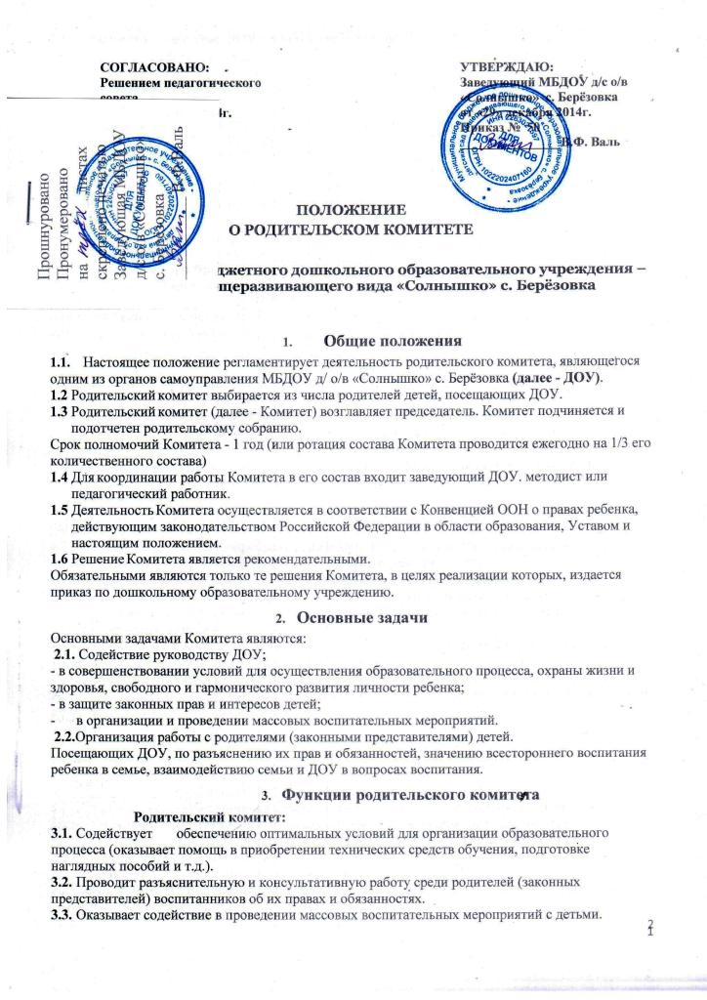 СОГЛАСОВАНО:
Решением педагогического
совета
УТВЕРЖДАЮ:
Заведующий МБДОУ д/с о/в
«Солнышко» с. Берёзовка
декабря 2014г.
Приказ №
В.Ф. Валь
Прошнуровано
Пронумеровано
на листах
скреплено печатью
с. Берёзовка
ДЛЯ
ДОКУМЕНТОВ
ДЛЯ
ДОКУМЕНТОВ
ОГРН 1022202407160
ПОЛОЖЕНИЕ
О РОДИТЕЛЬСКОМ КОМИТЕТЕ
джетного дошкольного образовательного учреждения –
щеразвивающего вида «Солнышко» с. Берёзовка
1. Общие положения
1.1. Настоящее положение регламентирует деятельность родительского комитета, являющегося
одним из органов самоуправления МБДОУ д/ о/в «Солнышко» с. Берёзовка (далее - ДОУ).
1.2 Родительский комитет выбирается из числа родителей детей, посещающих ДОУ.
1.3 Родительский комитет (далее - Комитет) возглавляет председатель. Комитет подчиняется и
подотчетен родительскому собранию.
Срок полномочий Комитета - 1 год (или ротация состава Комитета проводится ежегодно на 1/3 его
количественного состава)
1.4 Для координации работы Комитета в его состав входит заведующий ДОУ. методист или
педагогический работник.
1.5 Деятельность Комитета осуществляется в соответствии с Конвенцией ООН о правах ребенка,
действующим законодательством Российской Федерации в области образования, Уставом и
настоящим положением.
1.6 Решение Комитета является рекомендательными.
Обязательными являются только те решения Комитета, в целях реализации которых, издается
приказ по дошкольному образовательному учреждению.
2. Основные задачи
Основными задачами Комитета являются:
2.1. Содействие руководству ДОУ;
- в совершенствовании условий для осуществления образовательного процесса, охраны жизни и
здоровья, свободного и гармонического развития личности ребенка;
- в защите законных прав и интересов детей;
- в организации и проведении массовых воспитательных мероприятий.
2.2.Организация работы с родителями (законными представителями) детей.
Посещающих ДОУ, по разъяснению их прав и обязанностей, значению всестороннего воспитания
ребенка в семье, взаимодействию семьи и ДОУ в вопросах воспитания.
3. Функции родительского комитета
Родительский комитет:
3.1. Содействует обеспечению оптимальных условий для организации образовательного
процесса (оказывает помощь в приобретении технических средств обучения, подготовке
наглядных пособий и т.д.).
3.2. Проводит разъяснительную и консультативную работу среди родителей (законных
представителей) воспитанников об их правах и обязанностях.
3.3. Оказывает содействие в проведении массовых воспитательных мероприятий с детьми.